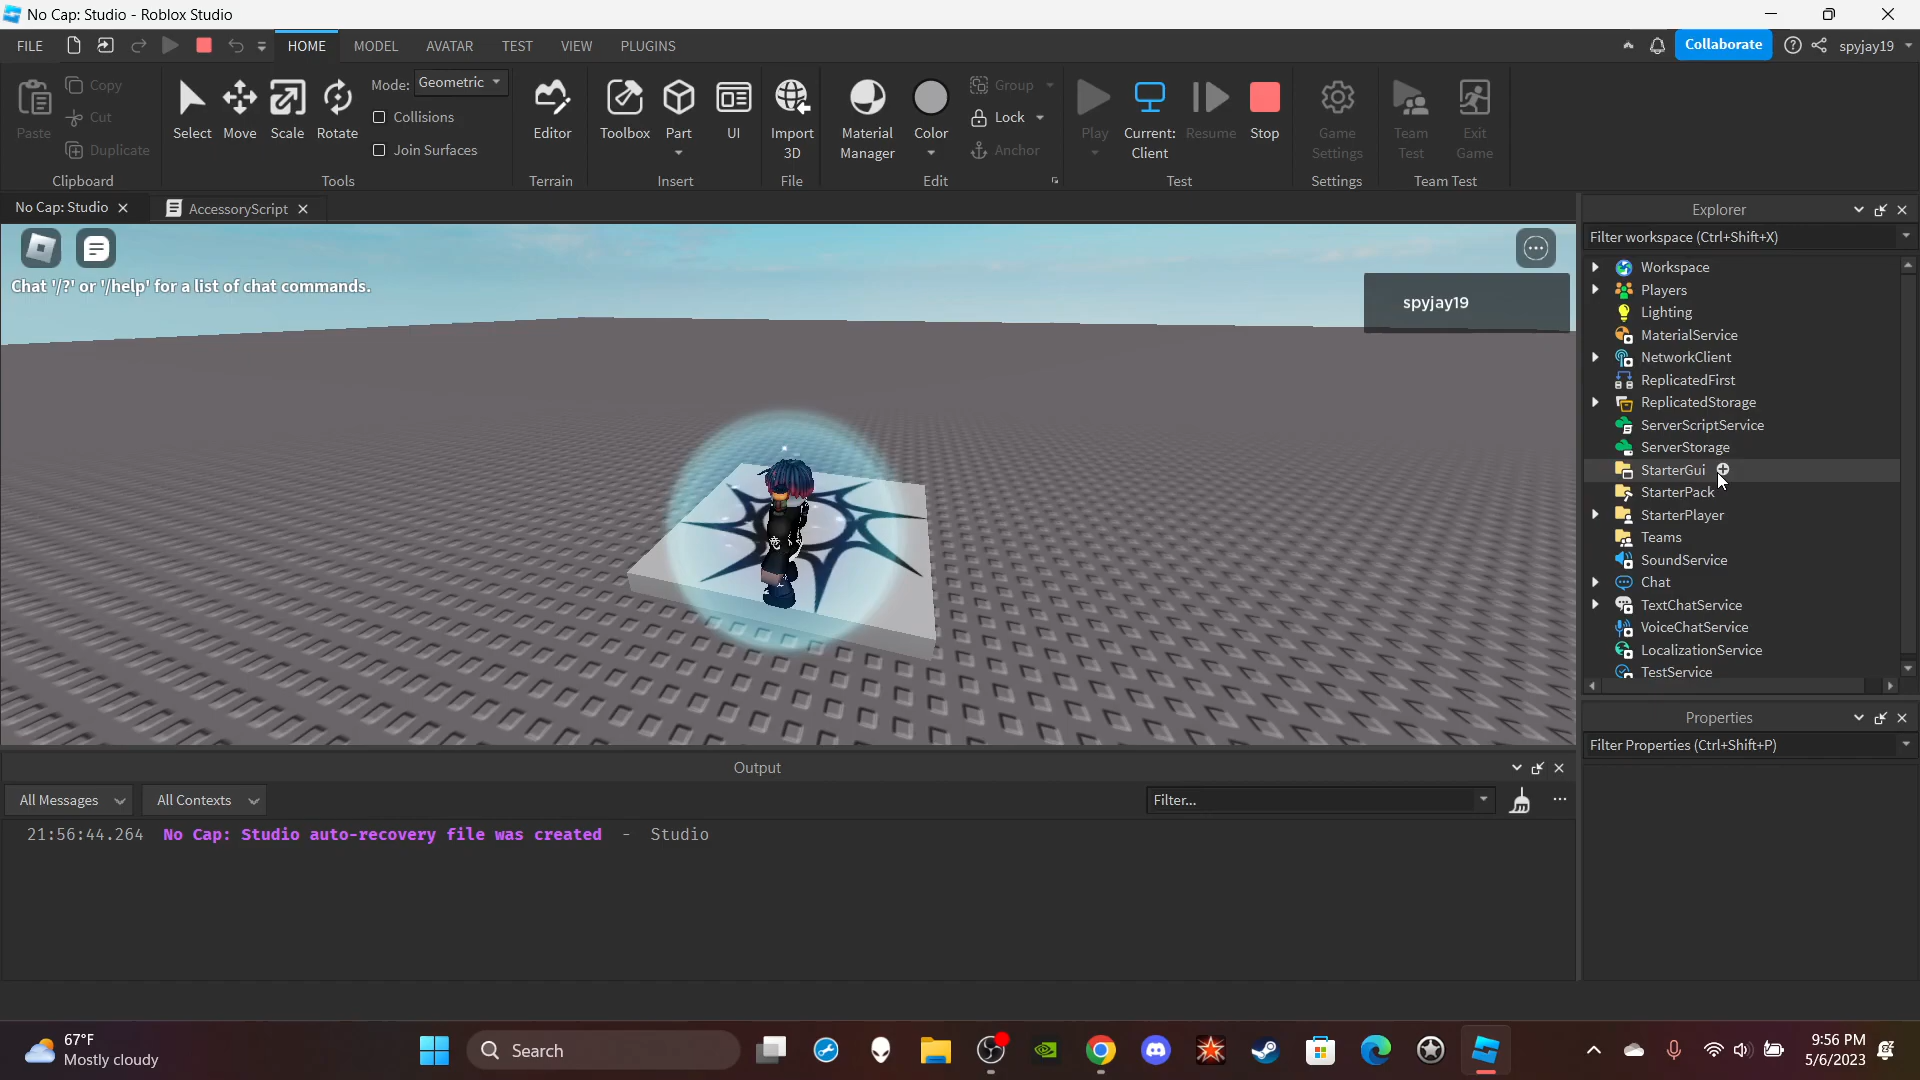 No Cap: Studio - Roblox Studio
FILE HOME MODEL AVATAR TEST VIEW PLUGINS Collaborate spyjay19
Paste Copy Cut Duplicate
Clipboard
Select Move Scale Rotate
Mode: Geometric
Collisions
Join Surfaces
Tools
Editor
Terrain
Toolbox Part UI
Insert
Import 3D
File
Material Manager Color
Group
Lock
Anchor
Edit
Play Current: Client Resume Stop
Test
Game Settings
Settings
Team Test Exit Game
Team Test
No Cap: Studio AccessoryScript
Chat '/?' or '/help' for a list of chat commands.
spyjay19
Explorer
Filter workspace (Ctrl+Shift+X)
Workspace
Players
Lighting
MaterialService
NetworkClient
ReplicatedFirst
ReplicatedStorage
ServerScriptService
ServerStorage
StarterGui
StarterPack
StarterPlayer
Teams
SoundService
Chat
TextChatService
VoiceChatService
LocalizationService
TestService
Properties
Filter Properties (Ctrl+Shift+P)
Output
All Messages All Contexts Filter...
21:56:44.264 No Cap: Studio auto-recovery file was created - Studio
67°F
Mostly cloudy
Search
9:56 PM
5/6/2023